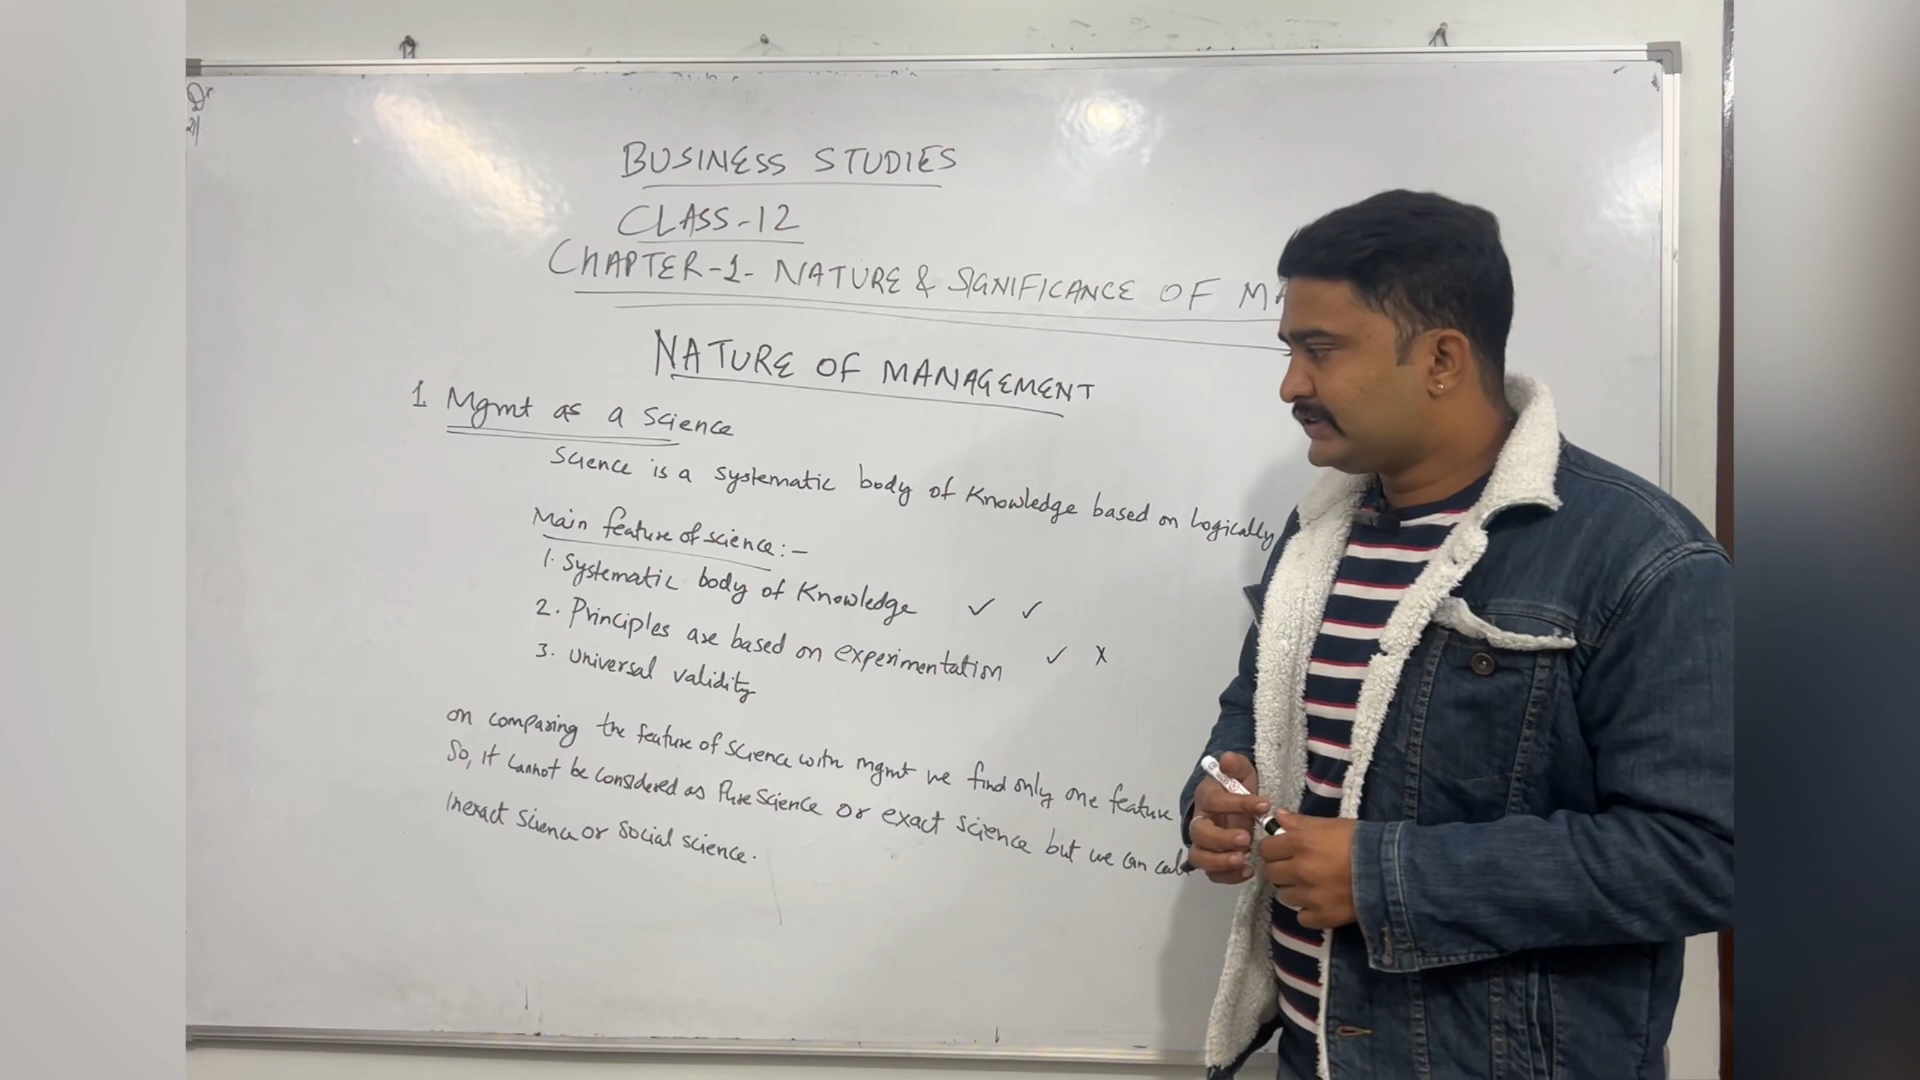 BUSINESS STUDIES
CLASS-12
CHAPTER-1- NATURE & SIGNIFICANCE OF MA
NATURE OF MANAGEMENT
1. Mgmt as a Science
Science is a systematic body of Knowledge based on logically
Main feature of science:-
1. Systematic body of Knowledge ✓ ✓
2. Principles are based on experimentation ✓ X
3. Universal validity
on comparing the feature of science with mgmt we find only one feature
So, it cannot be considered as Pure Science or exact science but we can call
Inexact science or social science.